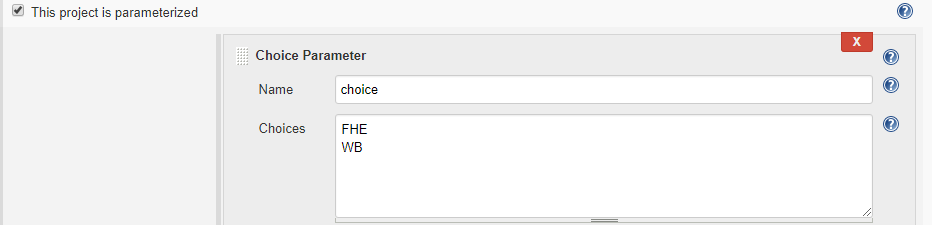 This project is parameterized
X
Choice Parameter
Name
choice
Choices
FHE
WB